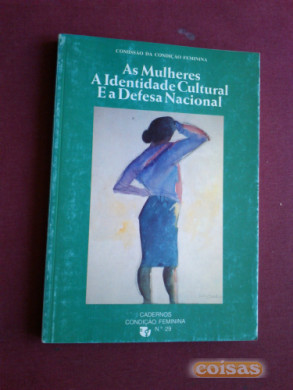 COMISSÃO DA CONDIÇÃO FEMININA
As Mulheres
A Identidade Cultural
E a Defesa Nacional
CADERNOS
CONDIÇÃO FEMININA
N.º 29
coisas